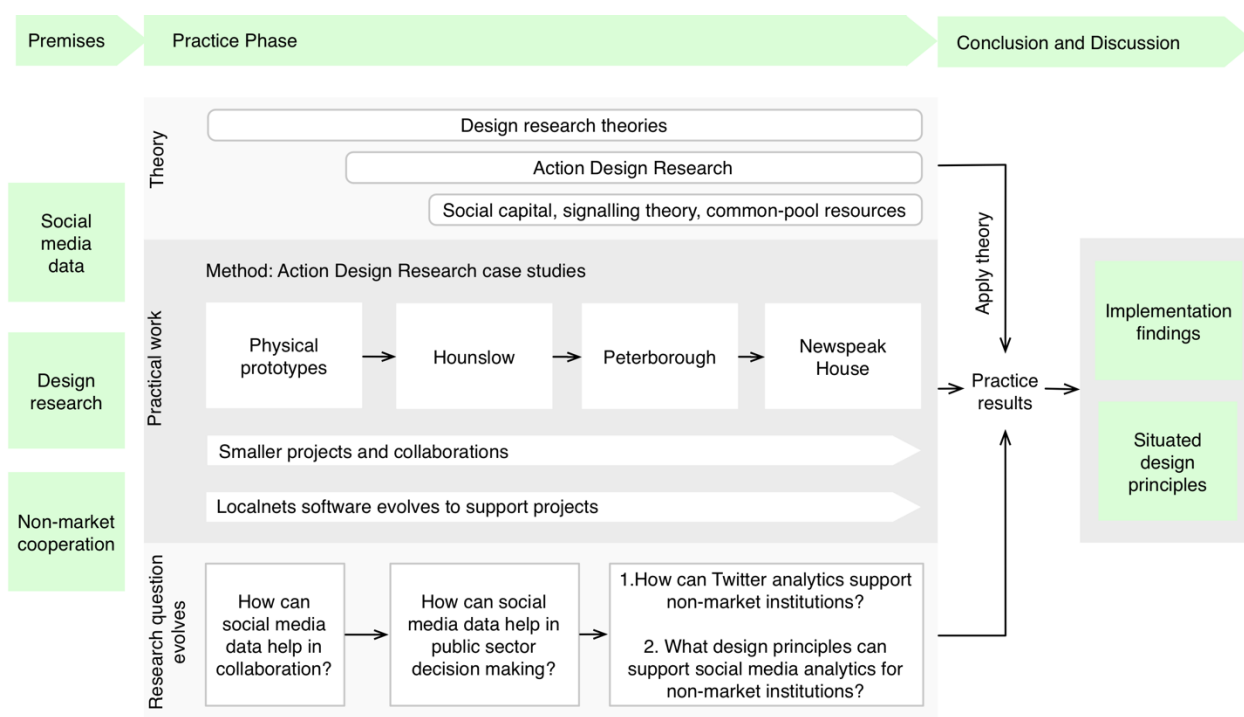 Premises
Practice Phase
Conclusion and Discussion
Social
media
data
Design
research
Non-market
cooperation
Theory
Design research theories
Action Design Research
Social capital, signalling theory, common-pool resources
Practical work
Method: Action Design Research case studies
Physical
prototypes
Hounslow
Peterborough
Newspeak
House
Smaller projects and collaborations
Localnets software evolves to support projects
Research question
evolves
How can
social media
data help in
collaboration?
How can social
media data help in
public sector
decision making?
1.How can Twitter analytics support
non-market institutions?
2. What design principles can
support social media analytics for
non-market institutions?
Apply theory
Practice
results
Implementation
findings
Situated
design
principles